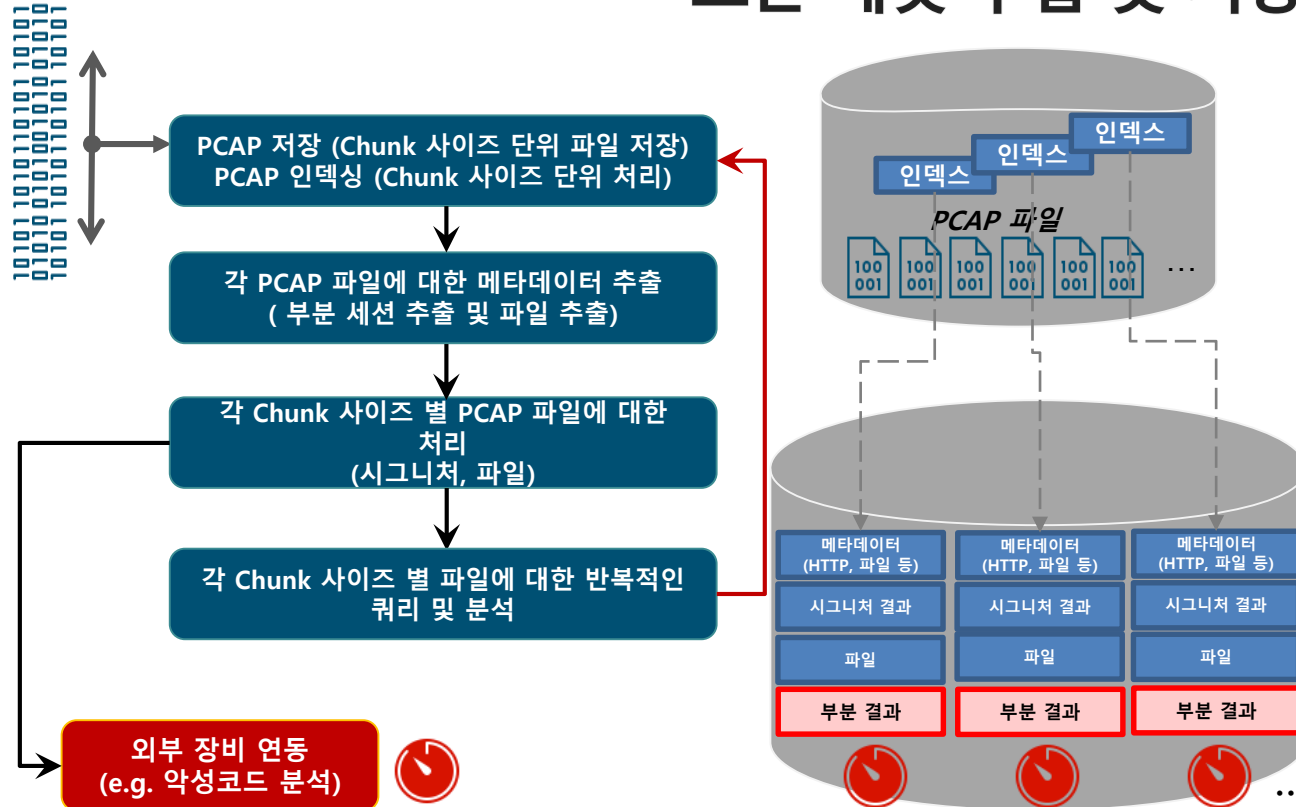 PCAP 저장 (Chunk 사이즈 단위 파일 저장)
PCAP 인덱싱 (Chunk 사이즈 단위 처리)
각 PCAP 파일에 대한 메타데이터 추출
( 부분 세션 추출 및 파일 추출)
각 Chunk 사이즈 별 PCAP 파일에 대한
처리
(시그니처, 파일)
각 Chunk 사이즈 별 파일에 대한 반복적인
쿼리 및 분석
외부 장비 연동
(e.g. 악성코드 분석)
인덱스
인덱스
인덱스
PCAP 파일
100
001
100
001
100
001
100
001
100
001
100
001
...
메타데이터
(HTTP, 파일 등)
시그니처 결과
파일
부분 결과
메타데이터
(HTTP, 파일 등)
시그니처 결과
파일
부분 결과
메타데이터
(HTTP, 파일 등)
시그니처 결과
파일
부분 결과